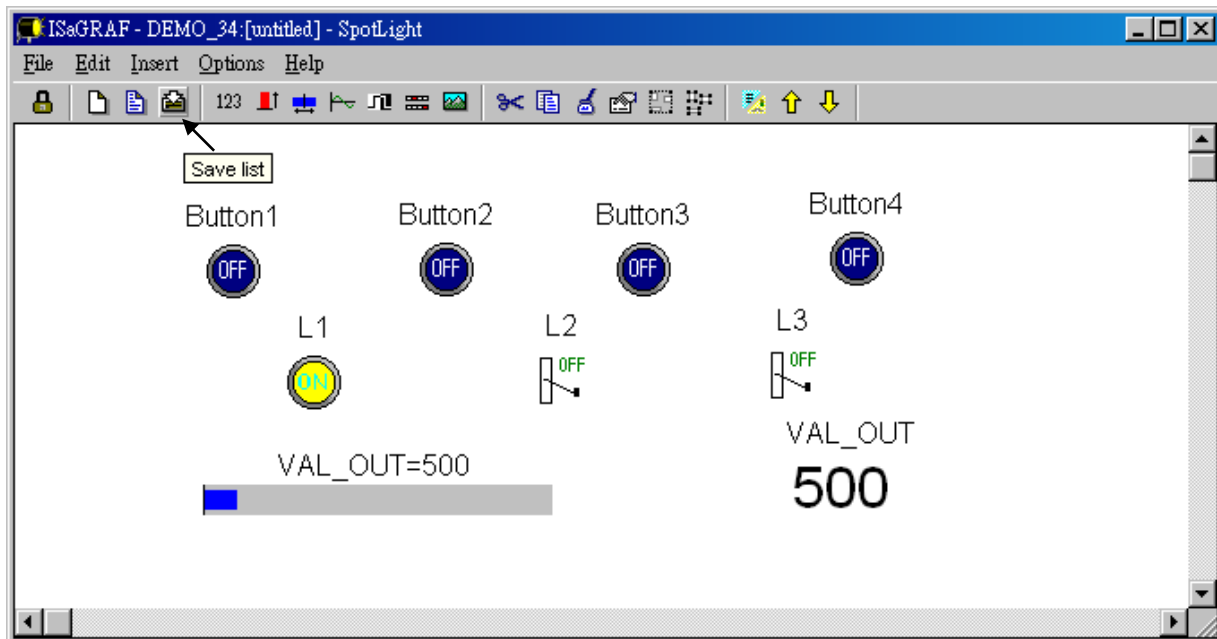 ISaGRAF - DEMO_34:[untitled] - SpotLight
File Edit Insert Options Help
123
Save list
Button1 Button2 Button3 Button4
OFF OFF OFF OFF
L1 L2 L3
ON OFF OFF
VAL_OUT
VAL_OUT=500
500